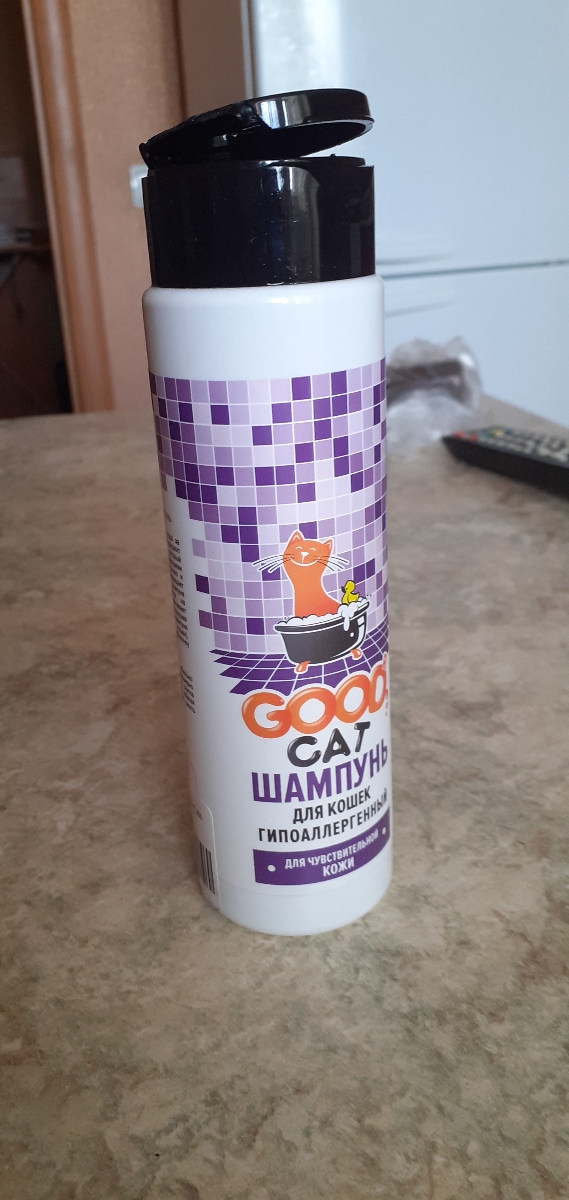 GOOD
CAT
ШАМПУНЬ
ДЛЯ КОШЕК
ГИПОАЛЛЕРГЕННЫЙ
ДЛЯ ЧУВСТВИТЕЛЬНОЙ
КОЖИ